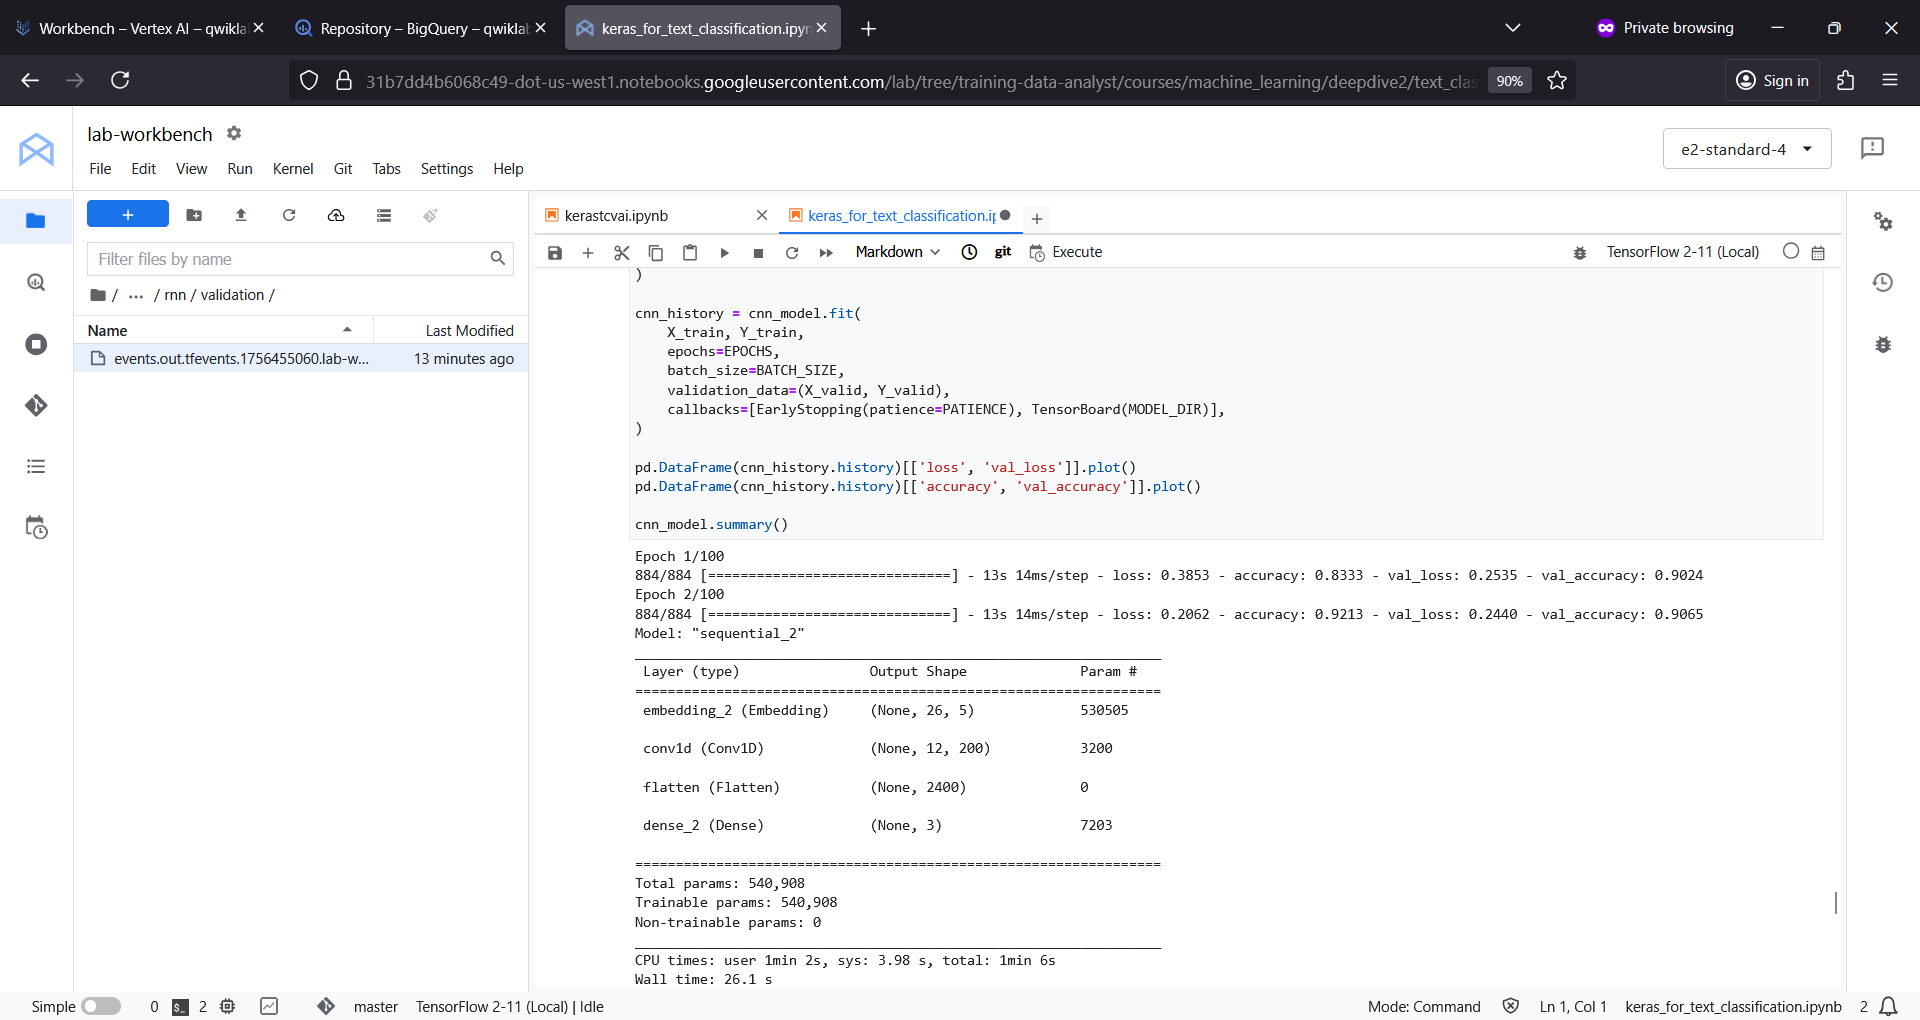 Workbench – Vertex AI – qwikla
Repository – BigQuery – qwiklab
keras_for_text_classification.ipyn
Private browsing
31b7dd4b6068c49-dot-us-west1.notebooks.googleusercontent.com/lab/tree/training-data-analyst/courses/machine_learning/deepdive2/text_clas
90%
Sign in
lab-workbench
File Edit View Run Kernel Git Tabs Settings Help
e2-standard-4
kerastcvai.ipynb
keras_for_text_classification.ip
Markdown
git
Execute
TensorFlow 2-11 (Local)
Filter files by name
/ … / rnn / validation /
Name Last Modified
events.out.tfevents.1756455060.lab-w... 13 minutes ago
)
cnn_history = cnn_model.fit(
X_train, Y_train,
epochs=EPOCHS,
batch_size=BATCH_SIZE,
validation_data=(X_valid, Y_valid),
callbacks=[EarlyStopping(patience=PATIENCE), TensorBoard(MODEL_DIR)],
)
pd.DataFrame(cnn_history.history)[['loss', 'val_loss']].plot()
pd.DataFrame(cnn_history.history)[['accuracy', 'val_accuracy']].plot()
cnn_model.summary()
Epoch 1/100
884/884 [==============================] - 13s 14ms/step - loss: 0.3853 - accuracy: 0.8333 - val_loss: 0.2535 - val_accuracy: 0.9024
Epoch 2/100
884/884 [==============================] - 13s 14ms/step - loss: 0.2062 - accuracy: 0.9213 - val_loss: 0.2440 - val_accuracy: 0.9065
Model: "sequential_2"
_________________________________________________________________
Layer (type) Output Shape Param #
=================================================================
embedding_2 (Embedding) (None, 26, 5) 530505
conv1d (Conv1D) (None, 12, 200) 3200
flatten (Flatten) (None, 2400) 0
dense_2 (Dense) (None, 3) 7203
=================================================================
Total params: 540,908
Trainable params: 540,908
Non-trainable params: 0
_________________________________________________________________
CPU times: user 1min 2s, sys: 3.98 s, total: 1min 6s
Wall time: 26.1 s
Simple 0 2 master TensorFlow 2-11 (Local) | Idle
Mode: Command Ln 1, Col 1 keras_for_text_classification.ipynb 2